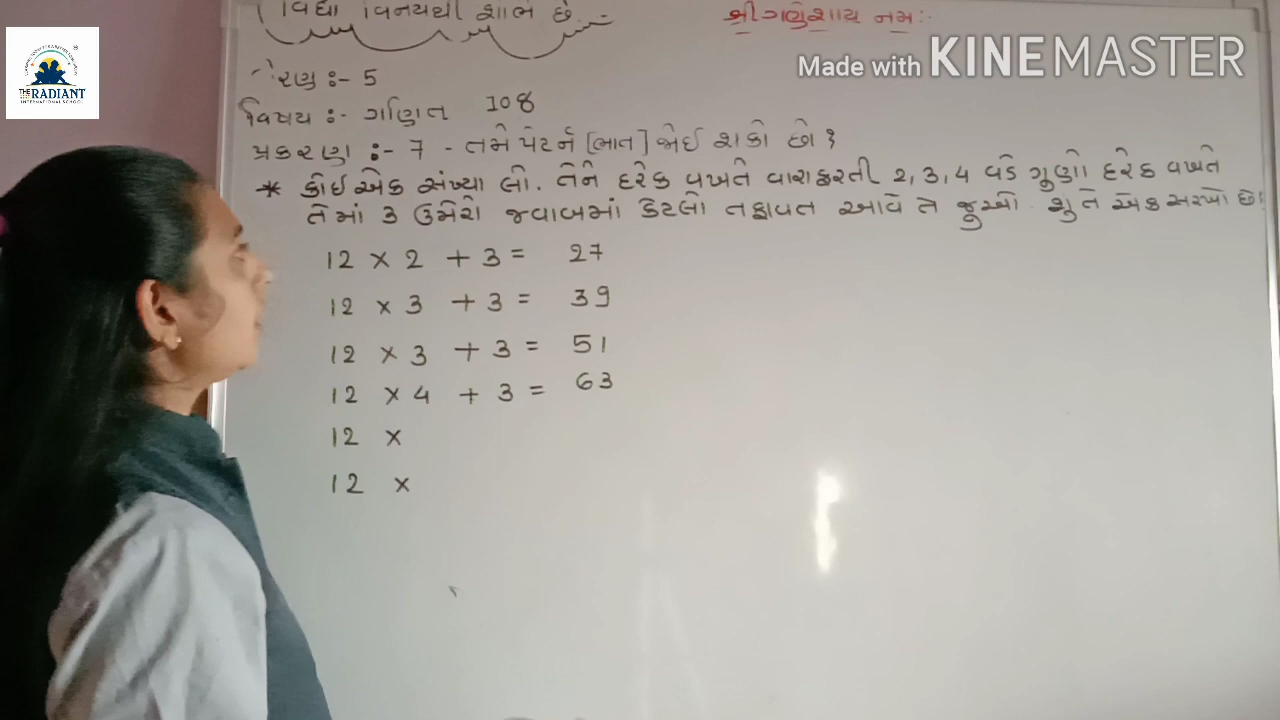 વિદ્યા વિનયથી શોભે છે.
શ્રી ગણેશાય નમઃ
Made with KINEMASTER
THE RADIANT
INTERNATIONAL SCHOOL
:- 5
વિષય :- ગણિત 108
પ્રકરણ :- 7 - તમે પેટર્ન [ભાત] જોઈ શકો છો ?
* કોઈ એક સંખ્યા લો. તેને દરેક વખતે વારાફરતી 2, 3, 4 વડે ગુણો દરેક વખતે
તેમાં 3 ઉમેરો જવાબમાં કેટલો તફાવત આવે તે જુઓ. શુ તે એક સરખો છે!
12 × 2 + 3 = 27
12 × 3 + 3 = 39
12 × 3 + 3 = 51
12 × 4 + 3 = 63
12 ×
12 ×